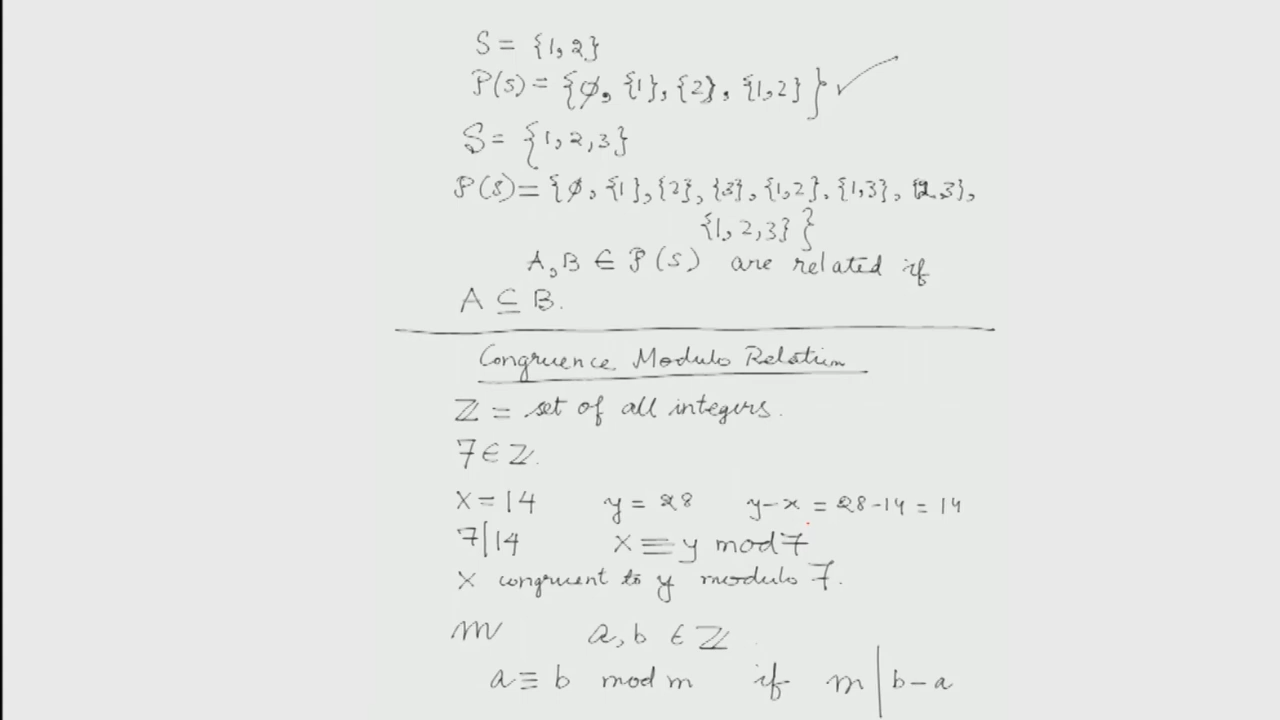 S = {1, 2}
P(S) = {∅, {1}, {2}, {1,2}} ✓
S = {1, 2, 3}
P(S) = {∅, {1}, {2}, {3}, {1,2}, {1,3}, {2,3},
{1, 2, 3}}
A, B ∈ P(S) are related if
A ⊆ B.
Congruence Modulo Relation
ℤ = set of all integers.
7 ∈ ℤ.
x = 14 y = 28 y-x = 28-14 = 14
7|14 x ≡ y mod 7
x congruent to y modulo 7.
m a, b ∈ ℤ
a ≡ b mod m if m | b-a